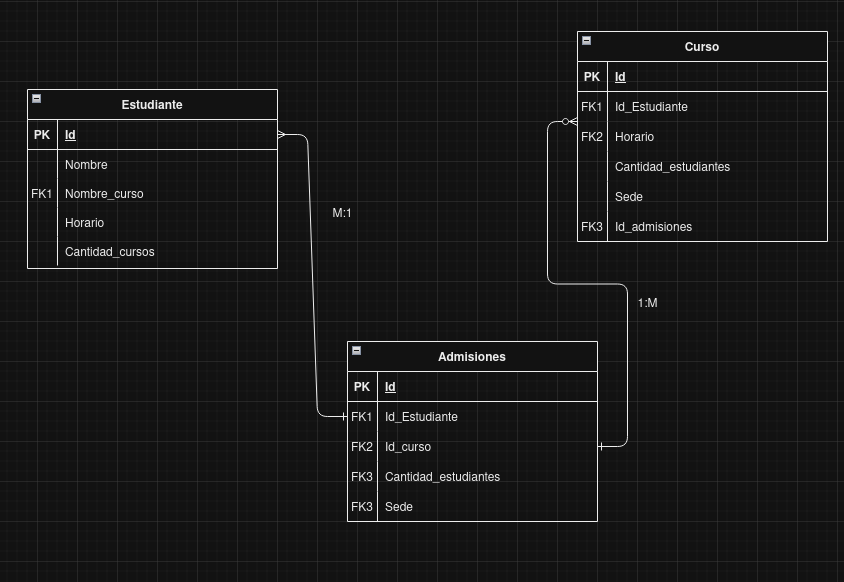 Estudiante
PK Id
Nombre
FK1 Nombre_curso
Horario
Cantidad_cursos
M:1
Curso
PK Id
FK1 Id_Estudiante
FK2 Horario
Cantidad_estudiantes
Sede
FK3 Id_admisiones
1:M
Admisiones
PK Id
FK1 Id_Estudiante
FK2 Id_curso
FK3 Cantidad_estudiantes
FK3 Sede